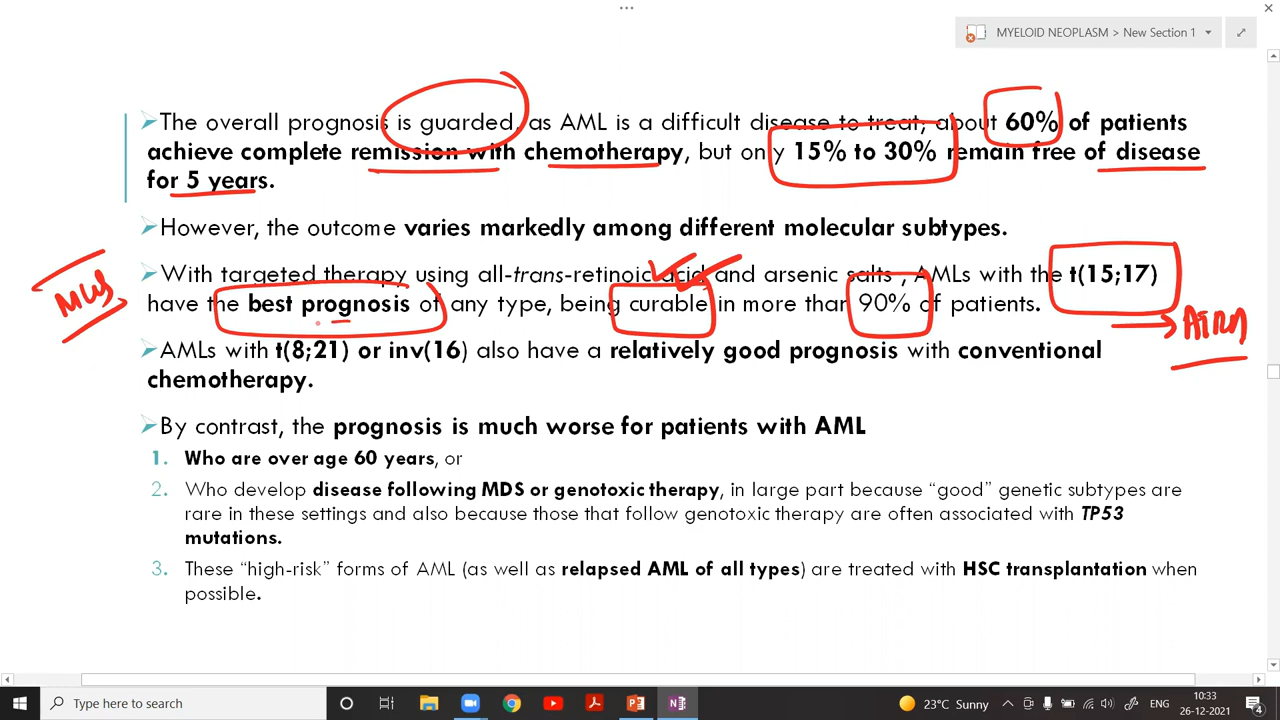 MYELOID NEOPLASM > New Section 1
The overall prognosis is guarded, as AML is a difficult disease to treat; about 60% of patients
achieve complete remission with chemotherapy, but only 15% to 30% remain free of disease
for 5 years.
However, the outcome varies markedly among different molecular subtypes.
With targeted therapy using all-trans-retinoic acid and arsenic salts , AMLs with the t(15;17)
have the best prognosis of any type, being curable in more than 90% of patients.
AMLs with t(8;21) or inv(16) also have a relatively good prognosis with conventional
chemotherapy.
By contrast, the prognosis is much worse for patients with AML
1. Who are over age 60 years, or
2. Who develop disease following MDS or genotoxic therapy, in large part because “good” genetic subtypes are
rare in these settings and also because those that follow genotoxic therapy are often associated with TP53
mutations.
3. These “high-risk” forms of AML (as well as relapsed AML of all types) are treated with HSC transplantation when
possible.
Type here to search
23°C Sunny
ENG
10:33
26-12-2021
4